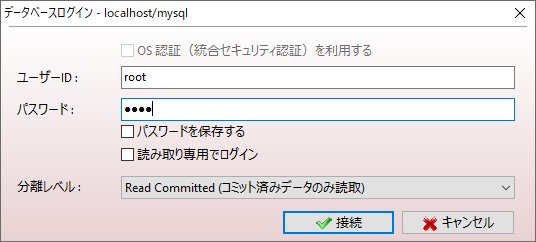 データベースログイン - localhost/mysql
OS 認証（統合セキュリティ認証）を利用する
ユーザーID :
root
パスワード :
●●●●
パスワードを保存する
読み取り専用でログイン
分離レベル :
Read Committed (コミット済みデータのみ読取)
接続
キャンセル